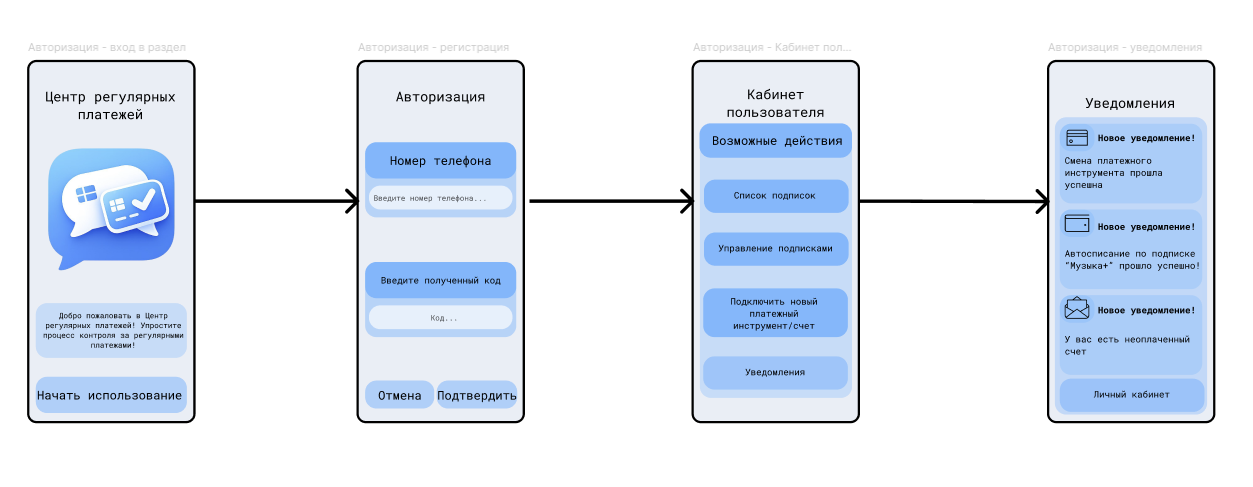 Авторизация - вход в раздел
Центр регулярных
платежей
Добро пожаловать в Центр
регулярных платежей! Упростите
процесс контроля за регулярными
платежами!
Начать использование
Авторизация - регистрация
Авторизация
Номер телефона
Введите номер телефона...
Введите полученный код
Код...
Отмена
Подтвердить
Авторизация - Кабинет пол...
Кабинет
пользователя
Возможные действия
Список подписок
Управление подписками
Подключить новый
платежный
инструмент/счет
Уведомления
Авторизация - уведомления
Уведомления
Новое уведомление!
Смена платежного
инструмента прошла
успешна
Новое уведомление!
Автосписание по подписке
“Музыка+” прошло успешно!
Новое уведомление!
У вас есть неоплаченный
счет
Личный кабинет